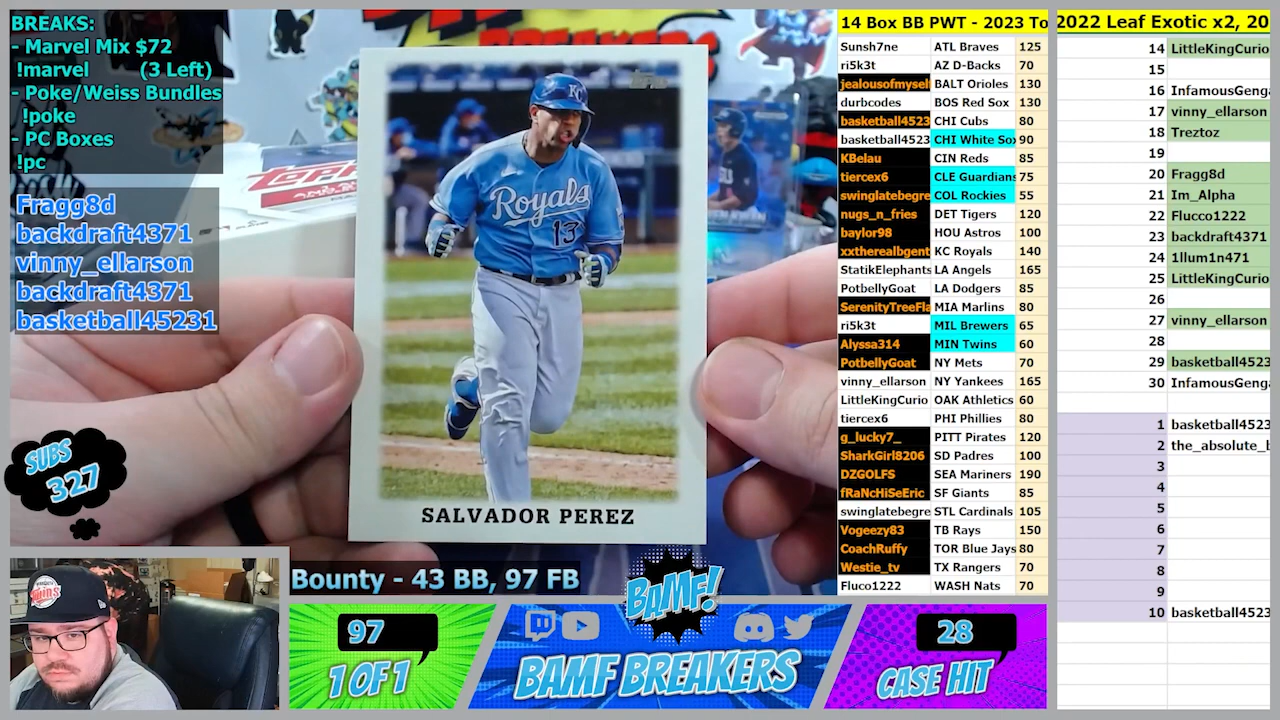 BREAKS:
- Marvel Mix $72
!marvel (3 Left)
- Poke/Weiss Bundles
!poke
- PC Boxes
!pc
Fragg8d
backdraft4371
vinny_ellarson
backdraft4371
basketball45231
SUBS
327
Topps
Royals
13
KC
SALVADOR PEREZ
Twins
Bounty - 43 BB, 97 FB
BAMF!
97
1 OF 1
BAMF BREAKERS
28
CASE HIT
14 Box BB PWT - 2023 To
Sunsh7ne ATL Braves 125
ri5k3t AZ D-Backs 70
jealousofmysel BALT Orioles 130
durbcodes BOS Red Sox 130
basketball4523 CHI Cubs 80
basketball4523 CHI White Sox 90
KBelau CIN Reds 85
tiercex6 CLE Guardians 75
swinglatebegre COL Rockies 55
nugs_n_fries DET Tigers 120
baylor98 HOU Astros 100
xxtherealbgent KC Royals 140
StatikElephants LA Angels 165
PotbellyGoat LA Dodgers 85
SerenityTreeFla MIA Marlins 80
ri5k3t MIL Brewers 65
Alyssa314 MIN Twins 60
PotbellyGoat NY Mets 70
vinny_ellarson NY Yankees 165
LittleKingCurio OAK Athletics 60
tiercex6 PHI Phillies 80
g_lucky7_ PITT Pirates 120
SharkGirl8206 SD Padres 100
DZGOLFS SEA Mariners 190
fRaNcHiSeEric SF Giants 85
swinglatebegre STL Cardinals 105
Vogeezy83 TB Rays 150
CoachRuffy TOR Blue Jays 80
Westie_tv TX Rangers 70
Fluco1222 WASH Nats 70
2022 Leaf Exotic x2, 20
14 LittleKingCurio
15
16 InfamousGenga
17 vinny_ellarson
18 Treztoz
19
20 Fragg8d
21 Im_Alpha
22 Flucco1222
23 backdraft4371
24 1llum1n471
25 LittleKingCurio
26
27 vinny_ellarson
28
29 basketball4523
30 InfamousGenga
1 basketball4523
2 the_absolute_b
3
4
5
6
7
8
9
10 basketball4523